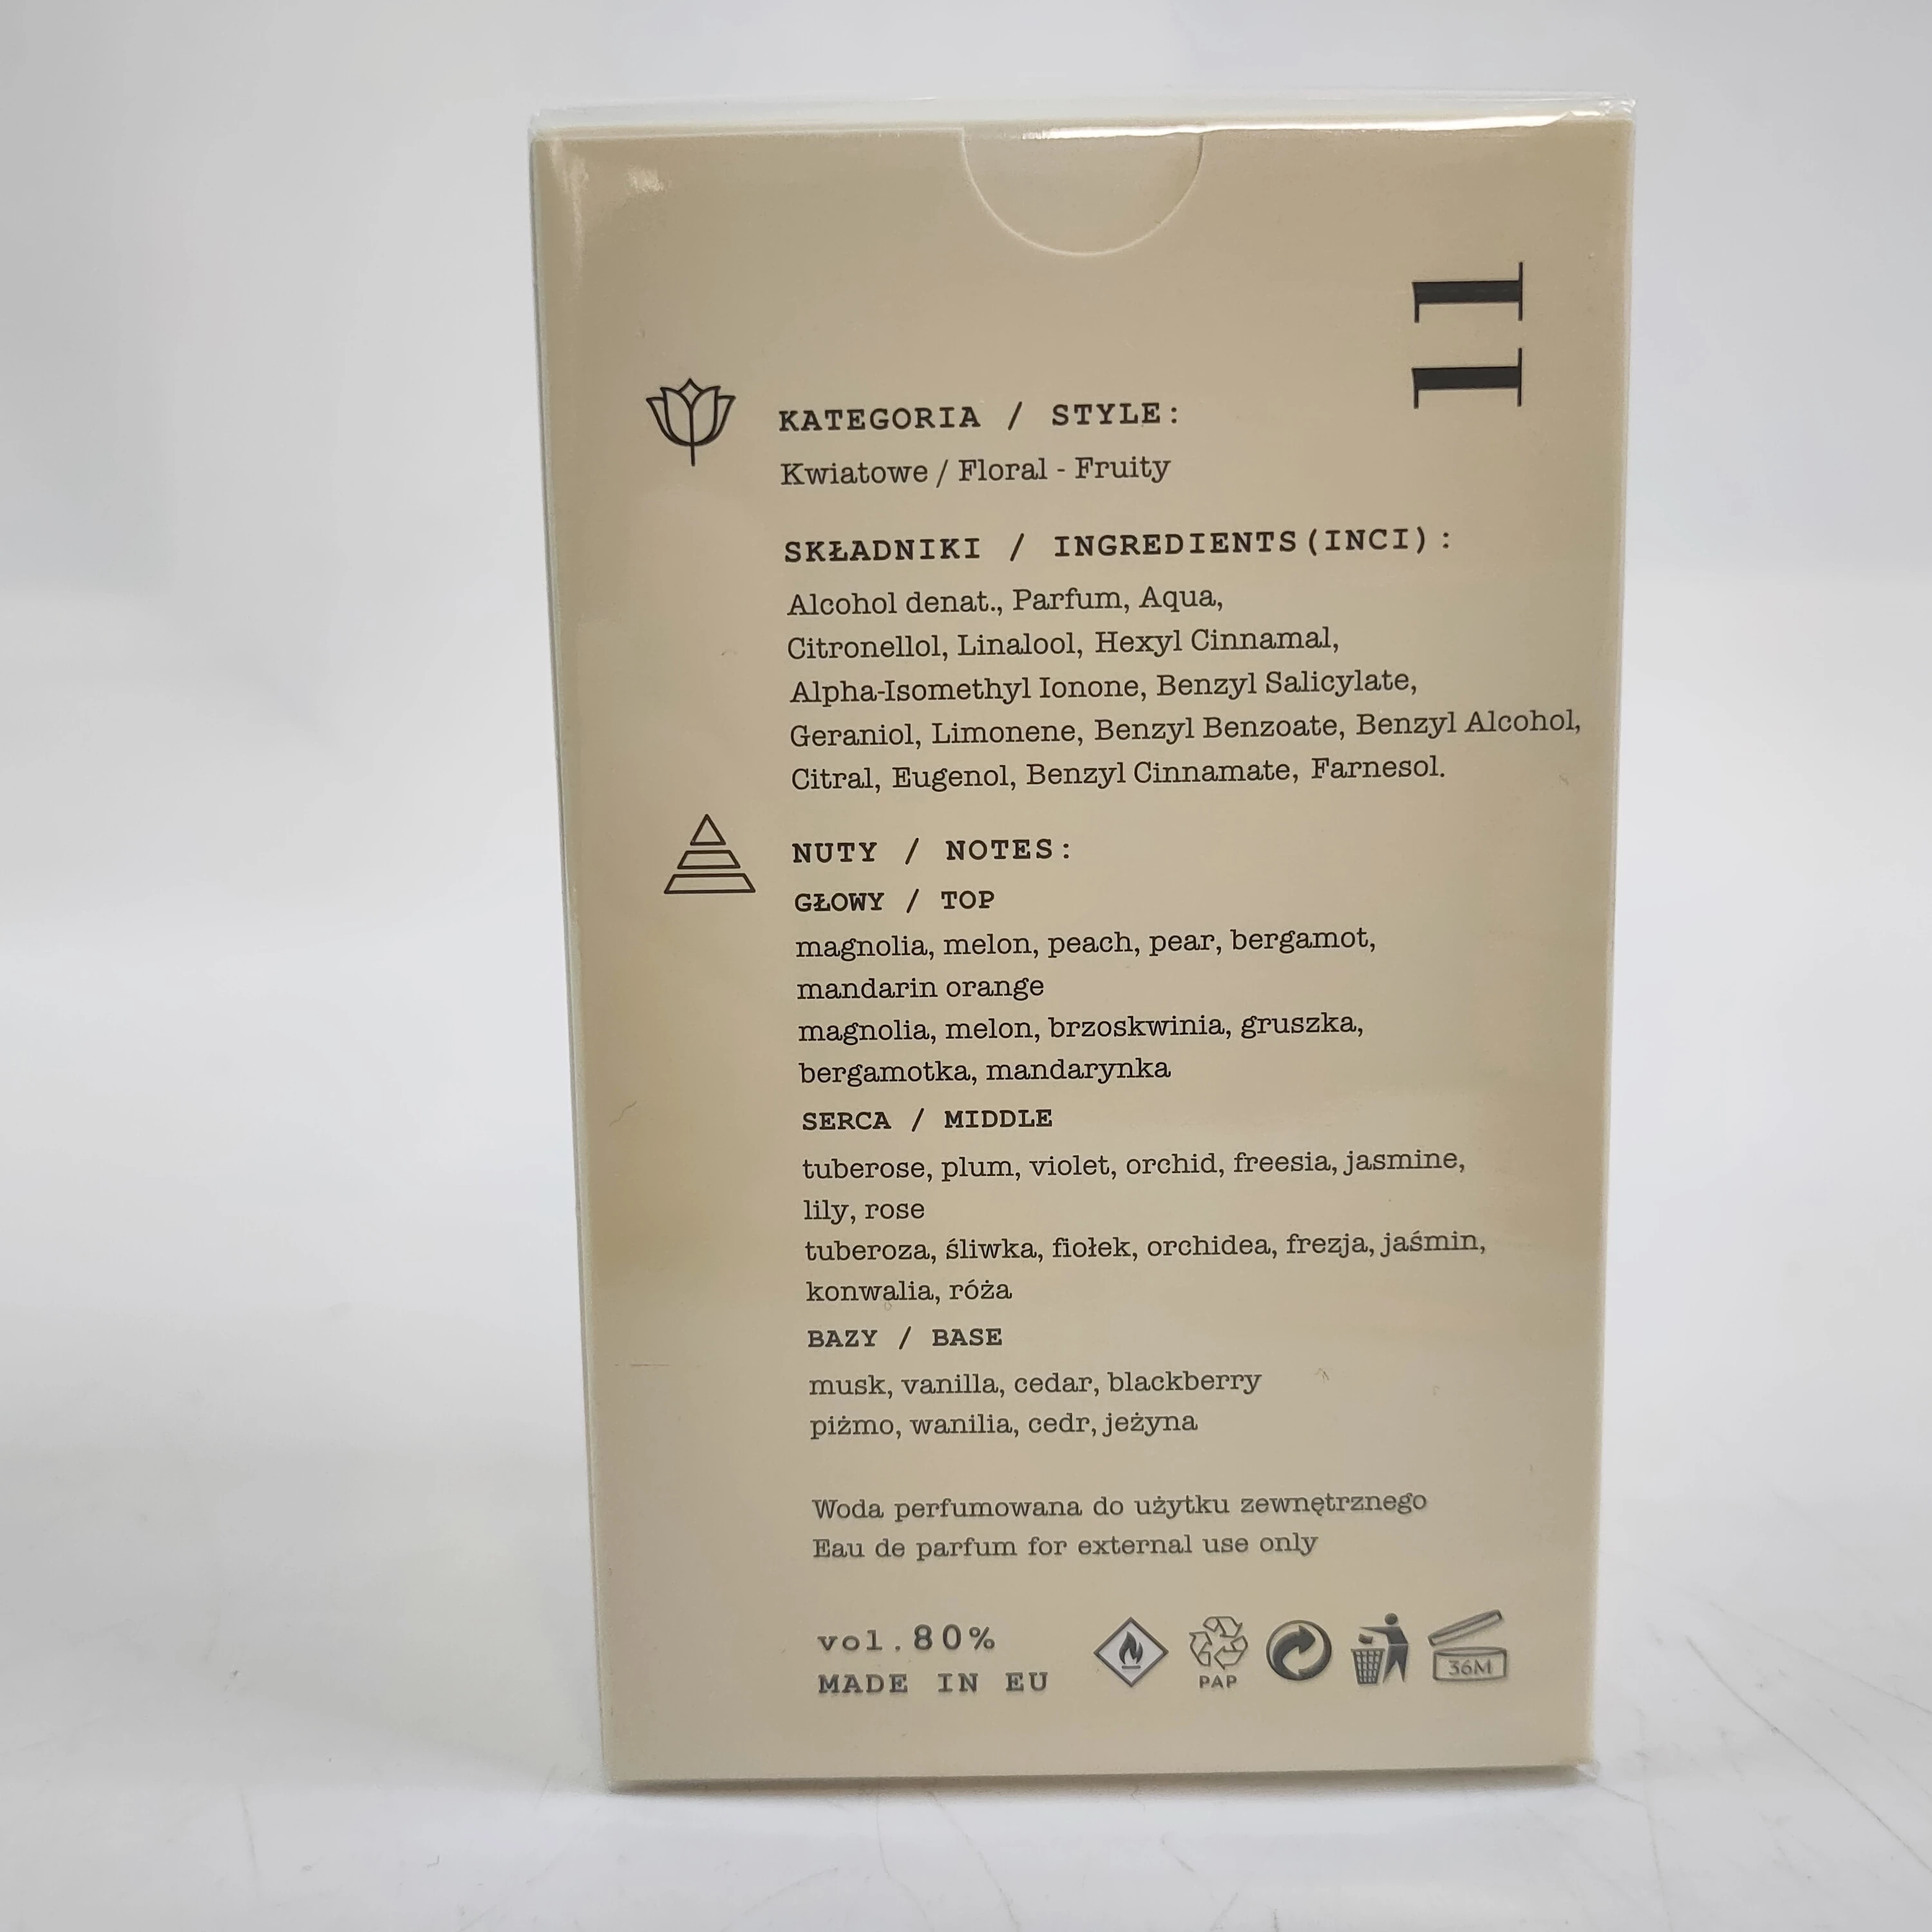 11
KATEGORIA / STYLE:
Kwiatowe / Floral - Fruity
SKŁADNIKI / INGREDIENTS(INCI):
Alcohol denat., Parfum, Aqua,
Citronellol, Linalool, Hexyl Cinnamal,
Alpha-Isomethyl Ionone, Benzyl Salicylate,
Geraniol, Limonene, Benzyl Benzoate, Benzyl Alcohol,
Citral, Eugenol, Benzyl Cinnamate, Farnesol.
NUTY / NOTES:
GŁOWY / TOP
magnolia, melon, peach, pear, bergamot,
mandarin orange
magnolia, melon, brzoskwinia, gruszka,
bergamotka, mandarynka
SERCA / MIDDLE
tuberose, plum, violet, orchid, freesia, jasmine,
lily, rose
tuberoza, śliwka, fiołek, orchidea, frezja, jaśmin,
konwalia, róża
BAZY / BASE
musk, vanilla, cedar, blackberry
piżmo, wanilia, cedr, jeżyna
Woda perfumowana do użytku zewnętrznego
Eau de parfum for external use only
vol.80%
MADE IN EU
PAP
36M